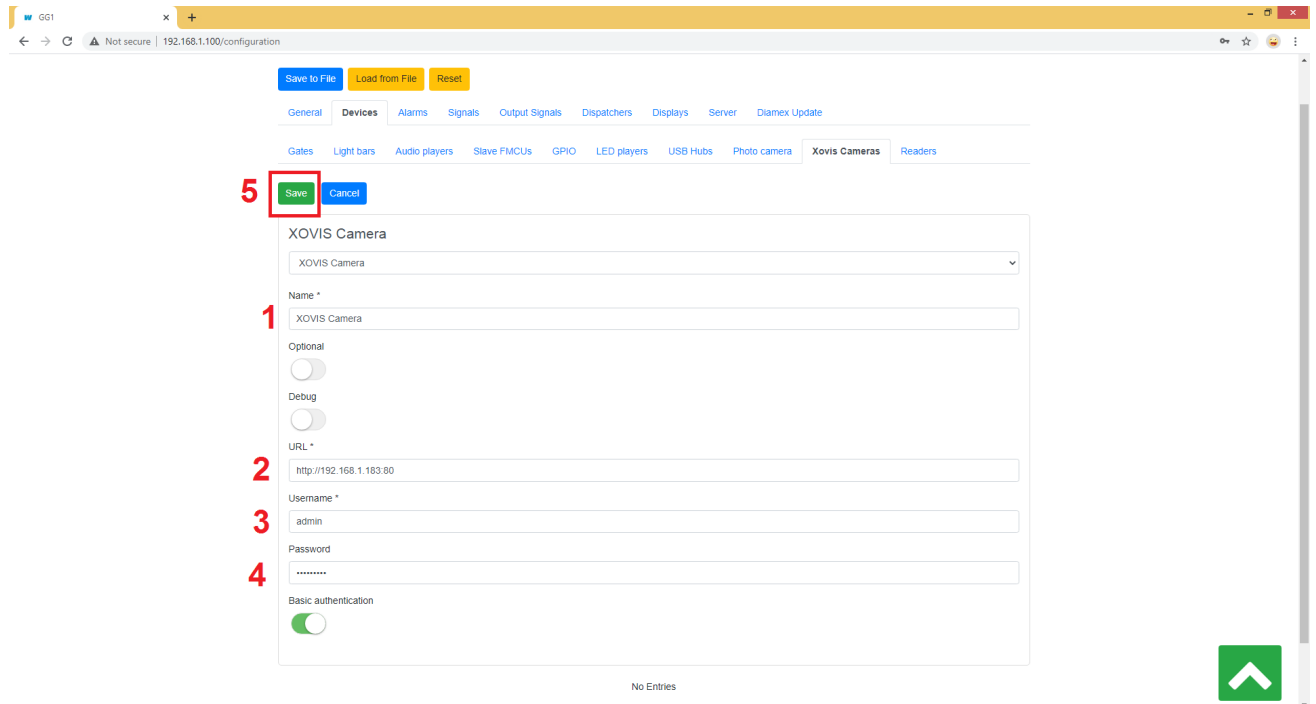 GG1
Not secure | 192.168.1.100/configuration
Save to File Load from File Reset
General Devices Alarms Signals Output Signals Dispatchers Displays Server Diamex Update
Gates Light bars Audio players Slave FMCUs GPIO LED players USB Hubs Photo camera Xovis Cameras Readers
5 Save Cancel
XOVIS Camera
XOVIS Camera
Name *
1 XOVIS Camera
Optional
Debug
URL *
2 http://192.168.1.183:80
Username *
3 admin
Password
4 •••••••••
Basic authentication
No Entries